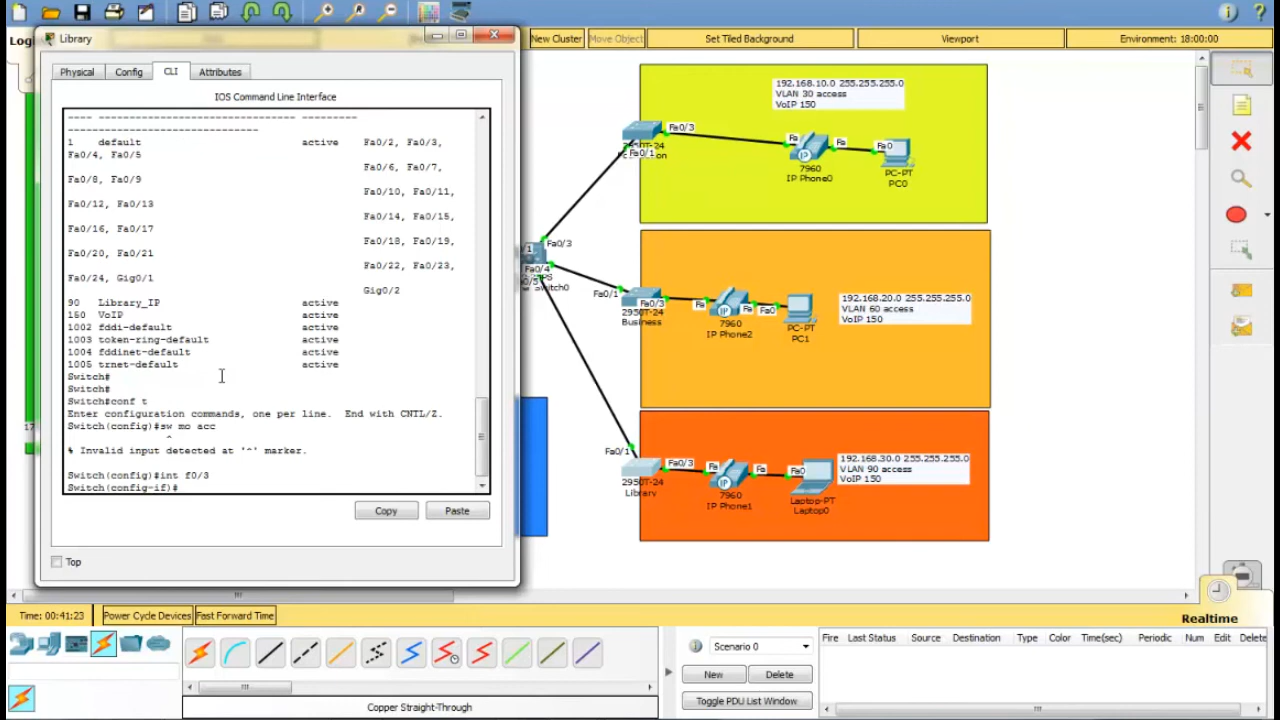 Log
Library
New Cluster
Move Object
Set Tiled Background
Viewport
Environment: 18:00:00
Physical
Config
CLI
Attributes
IOS Command Line Interface
---- -------------------------------- ---------
-------------------------------
1 default active Fa0/2, Fa0/3,
Fa0/4, Fa0/5
Fa0/6, Fa0/7,
Fa0/8, Fa0/9
Fa0/10, Fa0/11,
Fa0/12, Fa0/13
Fa0/14, Fa0/15,
Fa0/16, Fa0/17
Fa0/18, Fa0/19,
Fa0/20, Fa0/21
Fa0/22, Fa0/23,
Fa0/24, Gig0/1
Gig0/2
90 Library_IP active
150 VoIP active
1002 fddi-default active
1003 token-ring-default active
1004 fddinet-default active
1005 trnet-default active
Switch#
Switch#
Switch#conf t
Enter configuration commands, one per line. End with CNTL/Z.
Switch(config)#sw mo acc
^
% Invalid input detected at '^' marker.
Switch(config)#int f0/3
Switch(config-if)#
Copy
Paste
Top
192.168.10.0 255.255.255.0
VLAN 30 access
VoIP 150
Fa0/3
Fa0/1
Fa
Fa
Fa0
7960
IP Phone0
PC-PT
PC0
Fa0/3
Fa0/4
Fa0/1
Fa0/3
2950T-24
Business
Fa
Fa
Fa0
7960
IP Phone2
PC-PT
PC1
192.168.20.0 255.255.255.0
VLAN 60 access
VoIP 150
Fa0/1
Fa0/3
2950T-24
Library
Fa
Fa
Fa0
7960
IP Phone1
Laptop-PT
Laptop0
192.168.30.0 255.255.255.0
VLAN 90 access
VoIP 150
Time: 00:41:23
Power Cycle Devices
Fast Forward Time
Realtime
Scenario 0
New
Delete
Toggle PDU List Window
Fire Last Status Source Destination Type Color Time(sec) Periodic Num Edit Delete
Copper Straight-Through